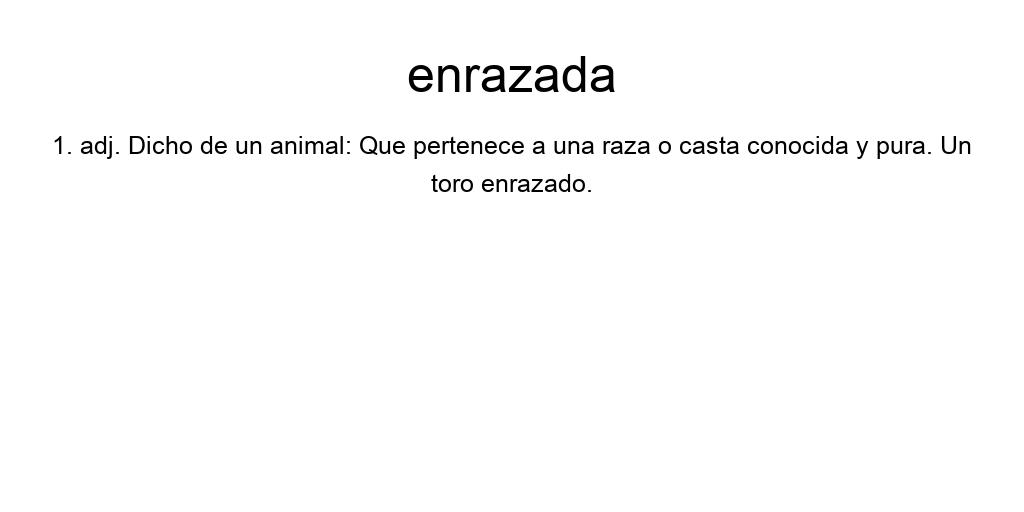 enrazada
1. adj. Dicho de un animal: Que pertenece a una raza o casta conocida y pura. Un
toro enrazado.